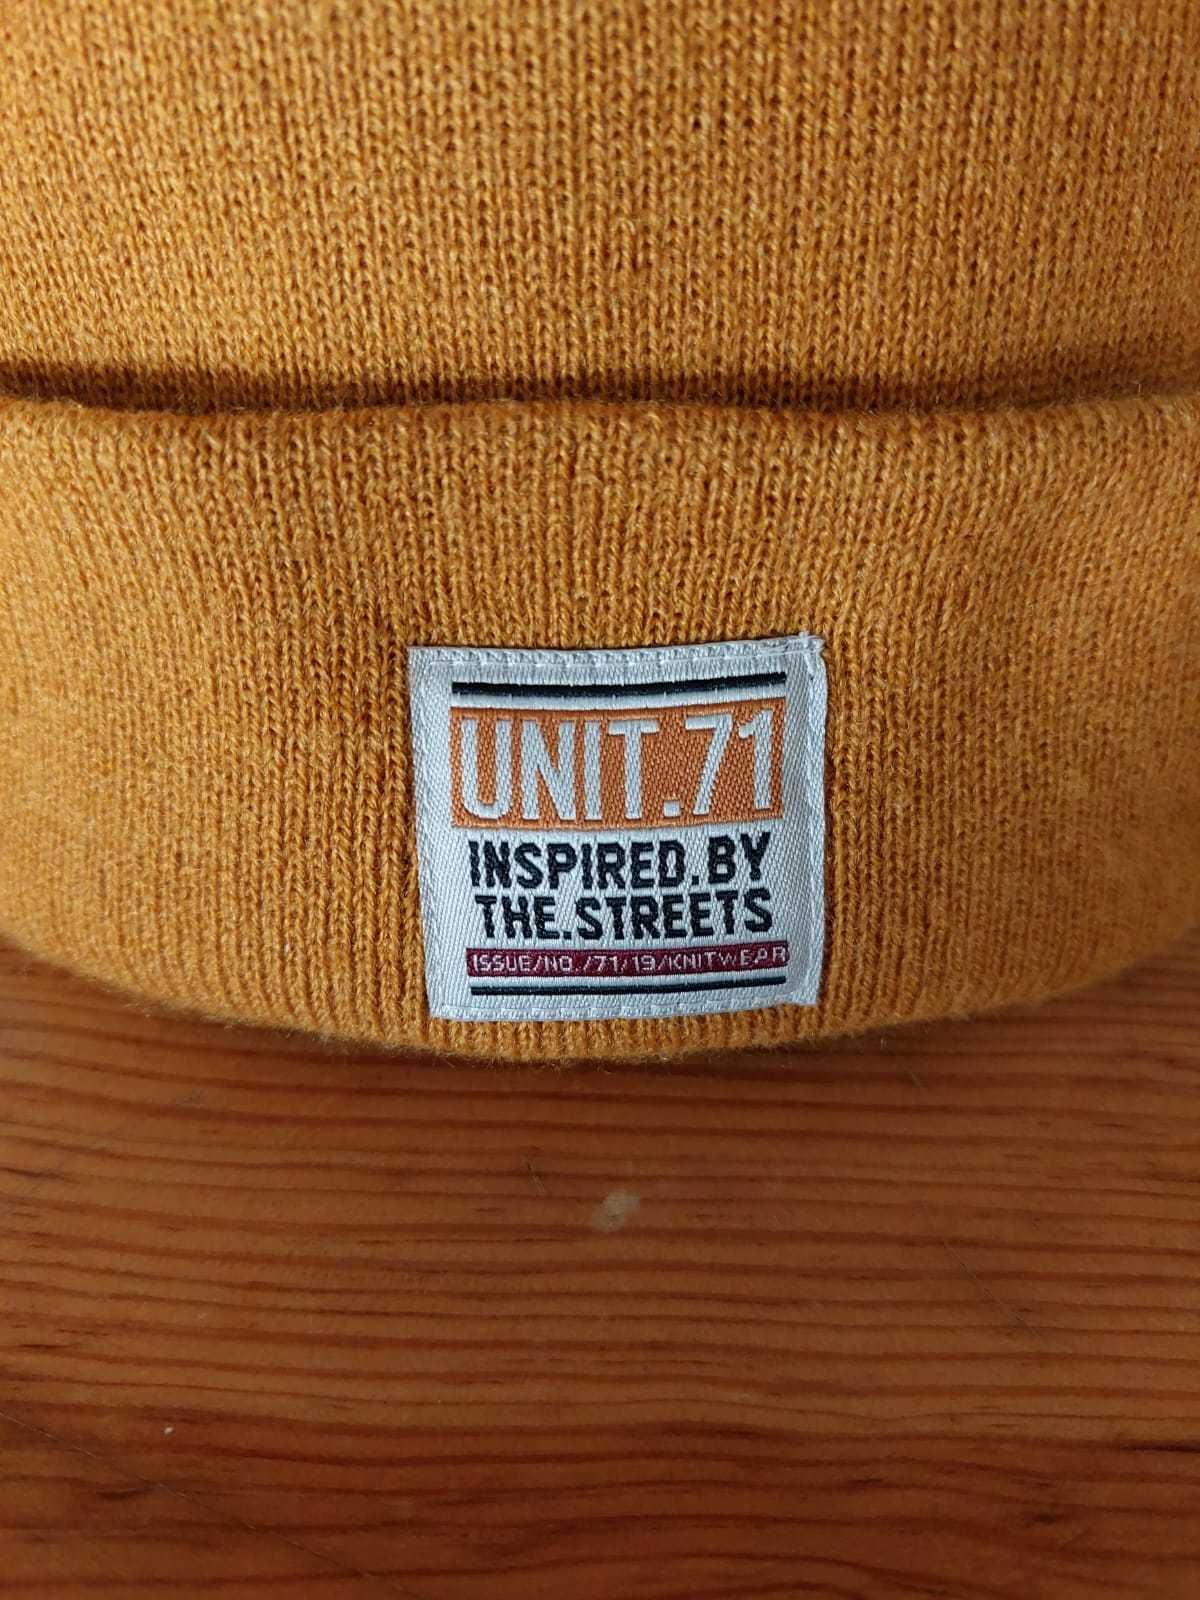 UNIT.71
INSPIRED.BY
THE.STREETS
ISSUE/NO./71/19/KNITWEAR